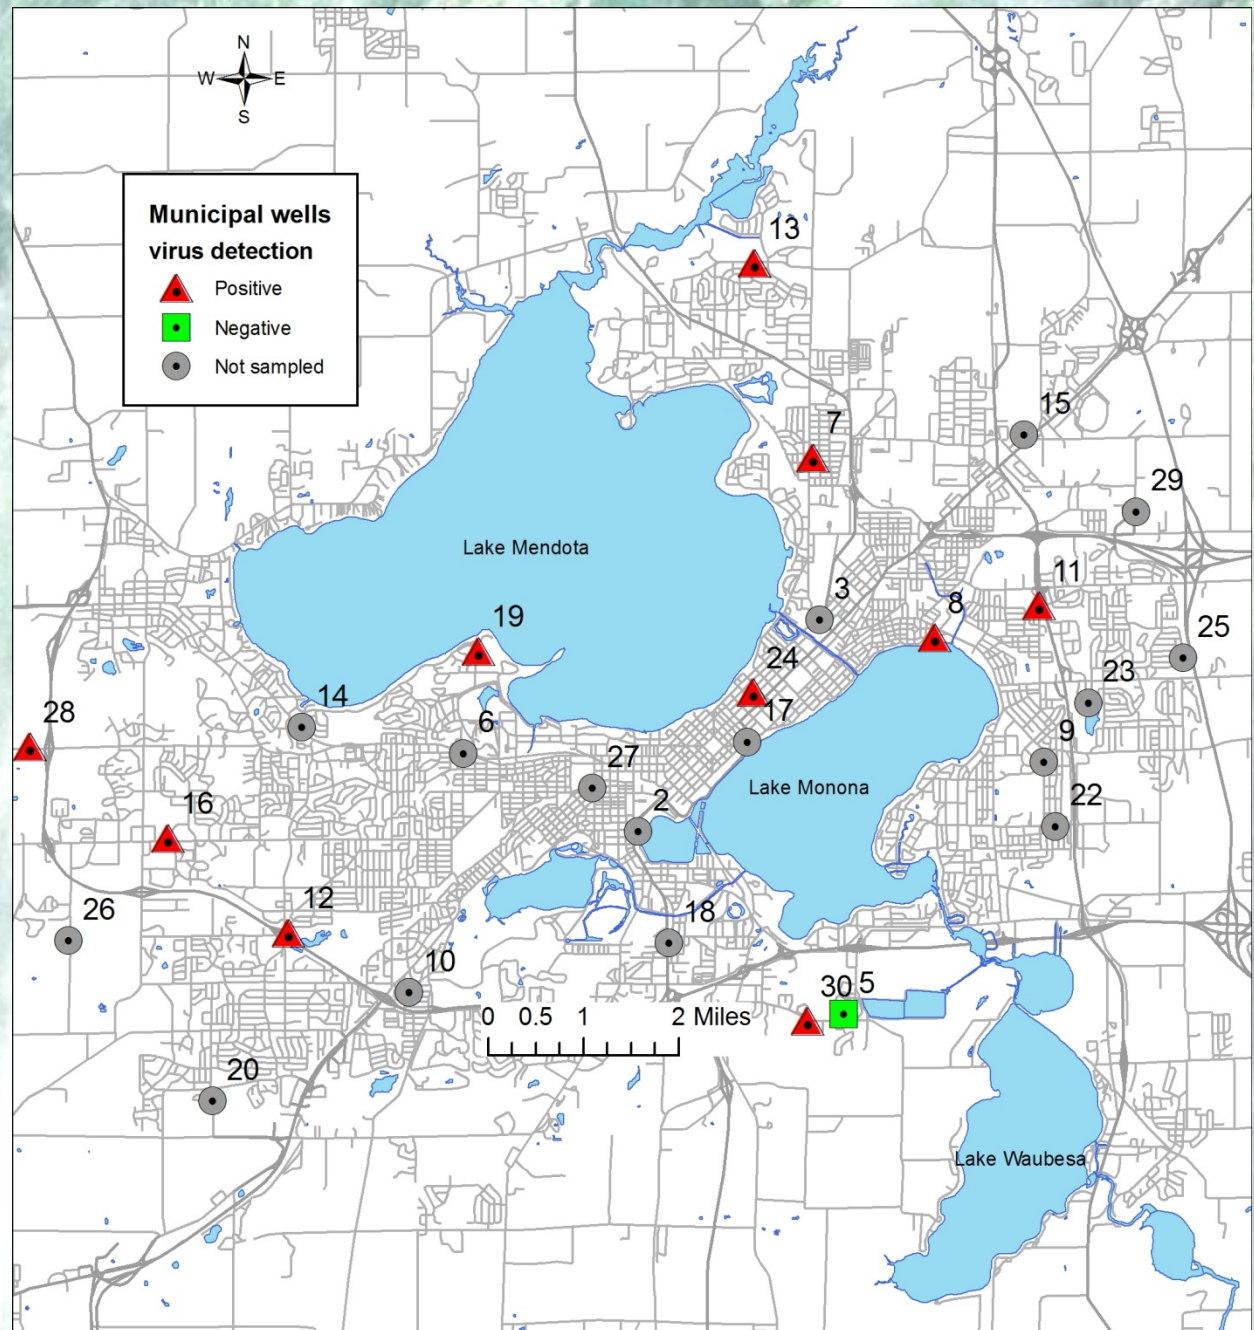 N
W E
S
Municipal wells
virus detection
Positive
Negative
Not sampled
13
15
7
29
Lake Mendota
11
3
8
19
25
24
23
14
28
17
6
9
27
Lake Monona
2
22
16
12
18
26
10
30 5
0 0.5 1 2 Miles
20
Lake Waubesa